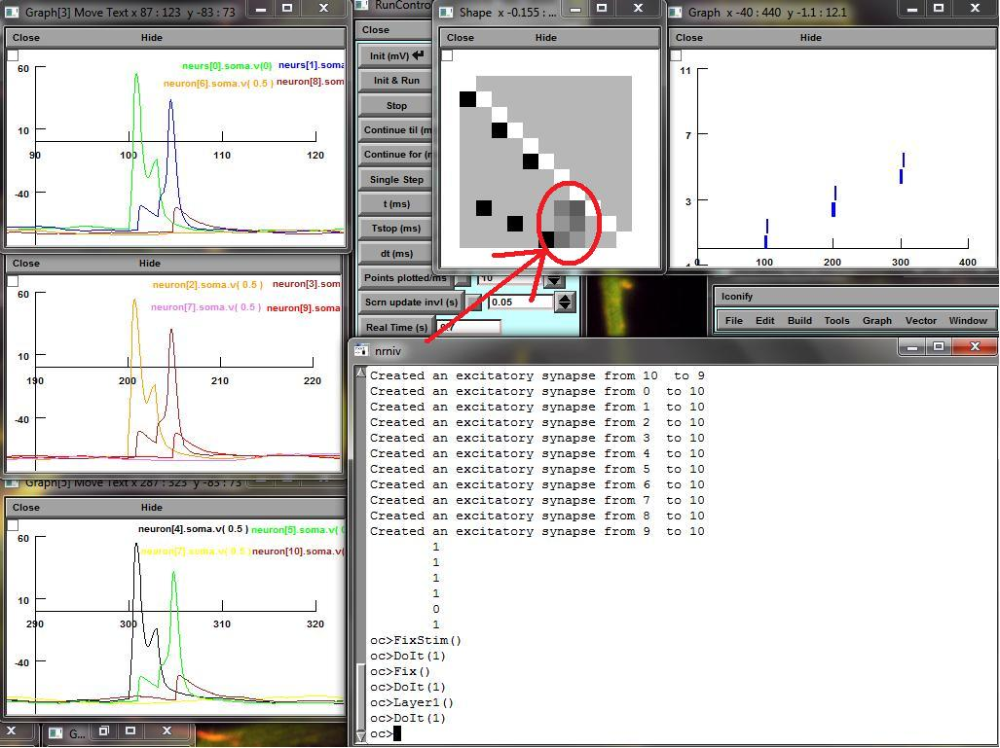 Graph[3] Move Text x 87 : 123 y -83 : 73
Close Hide
60
neurs[0].soma.v(0) neurs[1].soma
neuron[6].soma.v( 0.5 ) neuron[8].som
10
90 100 110 120
-40
Close Hide
60
neuron[2].soma.v( 0.5 ) neuron[3].som
neuron[7].soma.v( 0.5 ) neuron[9].som
10
190 200 210 220
-40
Graph[5] Move Text x 287 : 323 y -83 : 73
Close Hide
60
neuron[4].soma.v( 0.5 ) neuron[5].soma.v(
neuron[7].soma.v( 0.5 ) neuron[10].som
10
290 300 310 320
-40
G...
RunContro
Close
Init (mV)
Init & Run
Stop
Continue til (m
Continue for (m
Single Step
t (ms)
Tstop (ms)
dt (ms)
Points plotted/ms 10
Scrn update invl (s) 0.05
Real Time (s)
Shape x -0.155 : ...
Close Hide
Graph x -40 : 440 y -1.1 : 12.1
Close Hide
11
7
3
100 200 300 400
Iconify
File Edit Build Tools Graph Vector Window
nrniv
Created an excitatory synapse from 10 to 9
Created an excitatory synapse from 0 to 10
Created an excitatory synapse from 1 to 10
Created an excitatory synapse from 2 to 10
Created an excitatory synapse from 3 to 10
Created an excitatory synapse from 4 to 10
Created an excitatory synapse from 5 to 10
Created an excitatory synapse from 6 to 10
Created an excitatory synapse from 7 to 10
Created an excitatory synapse from 8 to 10
Created an excitatory synapse from 9 to 10
1
1
1
1
0
1
oc>FixStim()
oc>DoIt(1)
oc>Fix()
oc>DoIt(1)
oc>Layer1()
oc>DoIt(1)
oc>